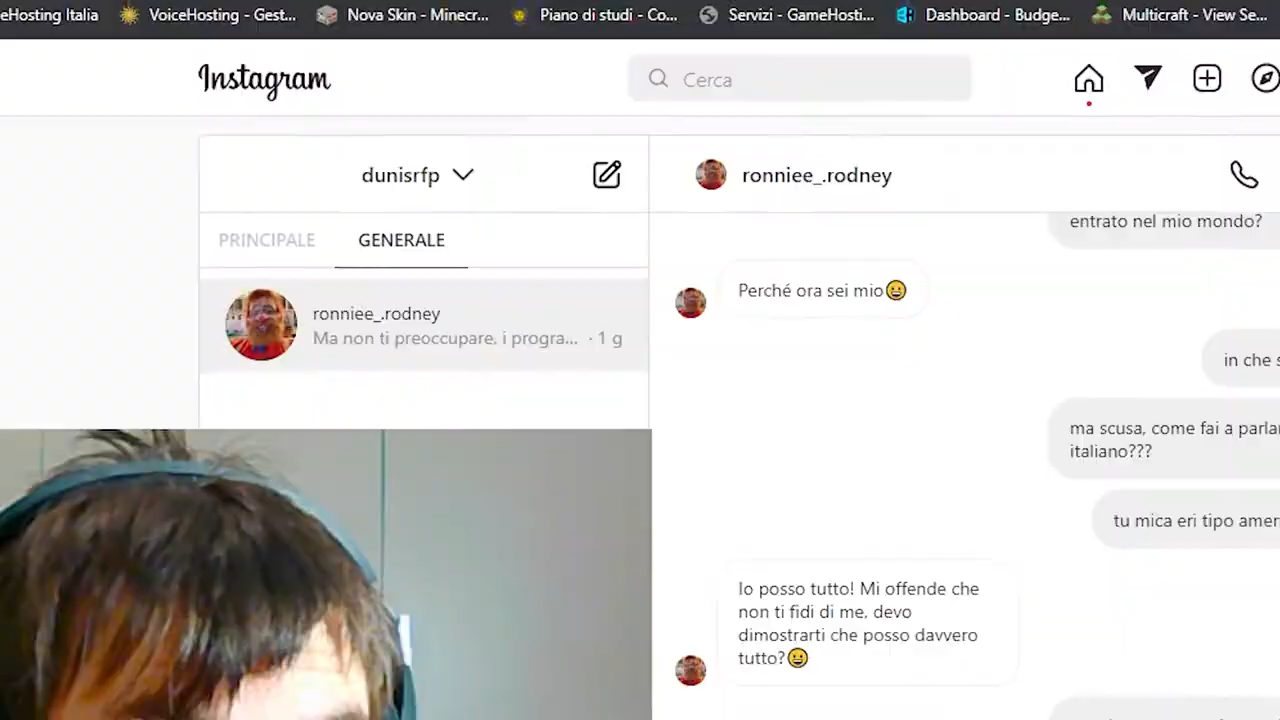 eHosting Italia
VoiceHosting - Gest...
Nova Skin - Minecr...
Piano di studi - Co...
Servizi - GameHosti...
Dashboard - Budge...
Multicraft - View Se...
Instagram
Cerca
dunisrfp
ronniee_.rodney
PRINCIPALE
GENERALE
ronniee_.rodney
Ma non ti preoccupare, i progra... · 1 g
entrato nel mio mondo?
Perché ora sei mio😀
in che s
ma scusa, come fai a parla
italiano???
tu mica eri tipo amer
Io posso tutto! Mi offende che
non ti fidi di me, devo
dimostrarti che posso davvero
tutto?😀